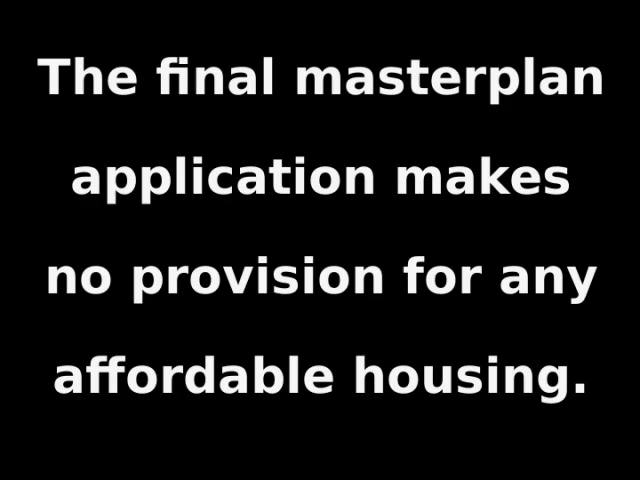 The final masterplan
application makes
no provision for any
affordable housing.